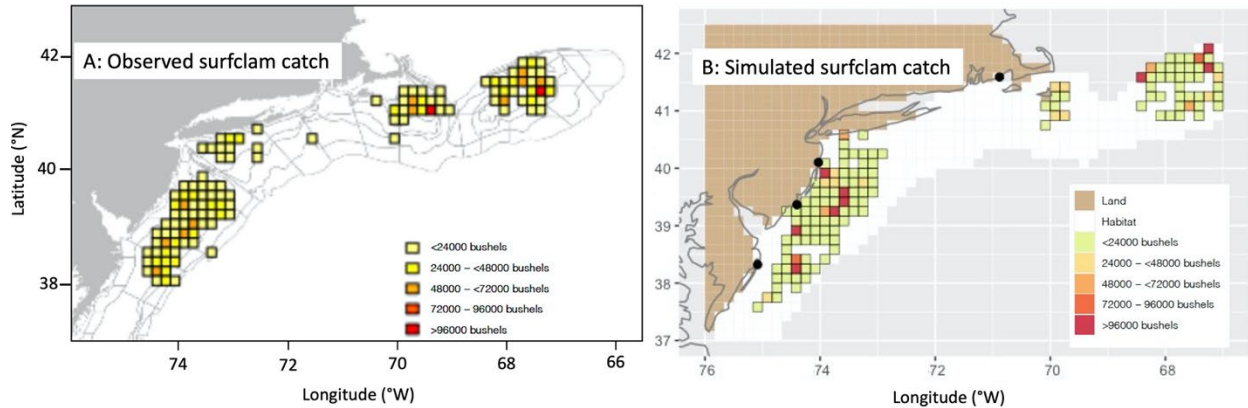 A: Observed surfclam catch
42
40
38
Latitude (°N)
<24000 bushels
24000 – <48000 bushels
48000 – <72000 bushels
72000 – 96000 bushels
>96000 bushels
74
72
70
68
66
Longitude (°W)
B: Simulated surfclam catch
42
41
40
39
38
37
Land
Habitat
<24000 bushels
24000 – <48000 bushels
48000 – <72000 bushels
72000 – 96000 bushels
>96000 bushels
76
74
72
70
68
Longitude (°W)